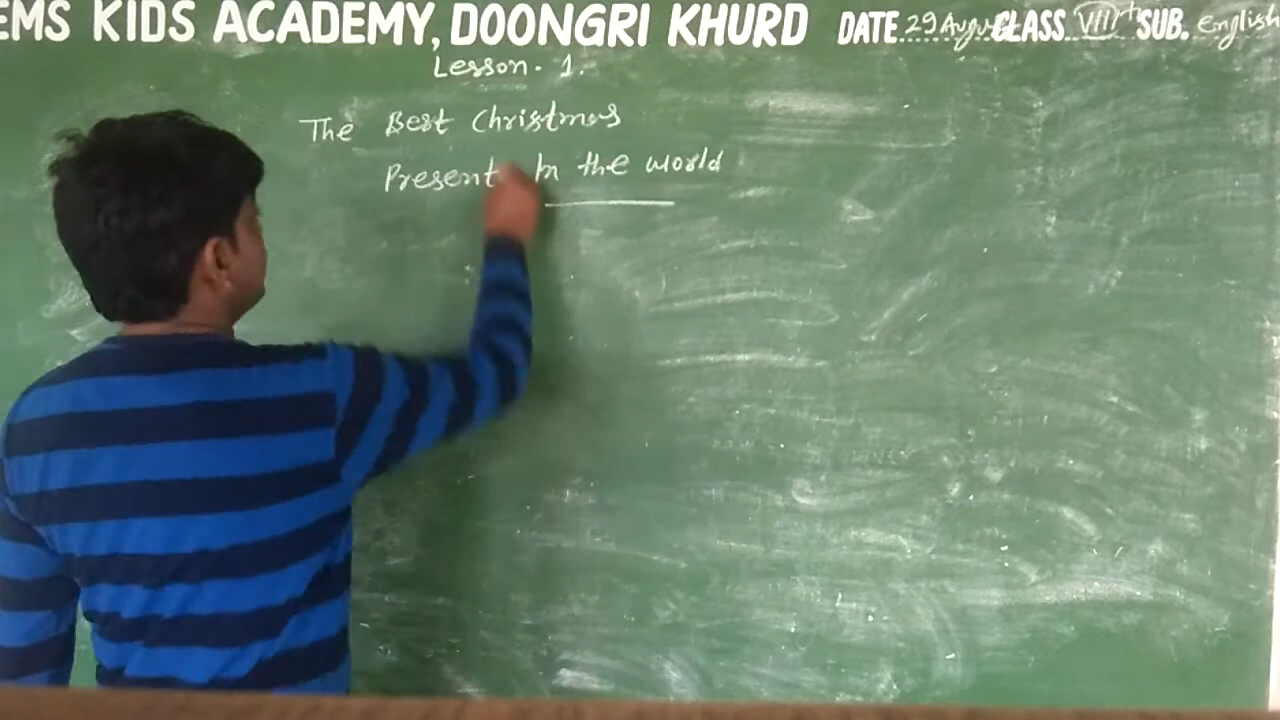 EMS KIDS ACADEMY, DOONGRI KHURD DATE 29 August CLASS VIIIth SUB. English
Lesson. 1.
The Best Christmas
Present In the world